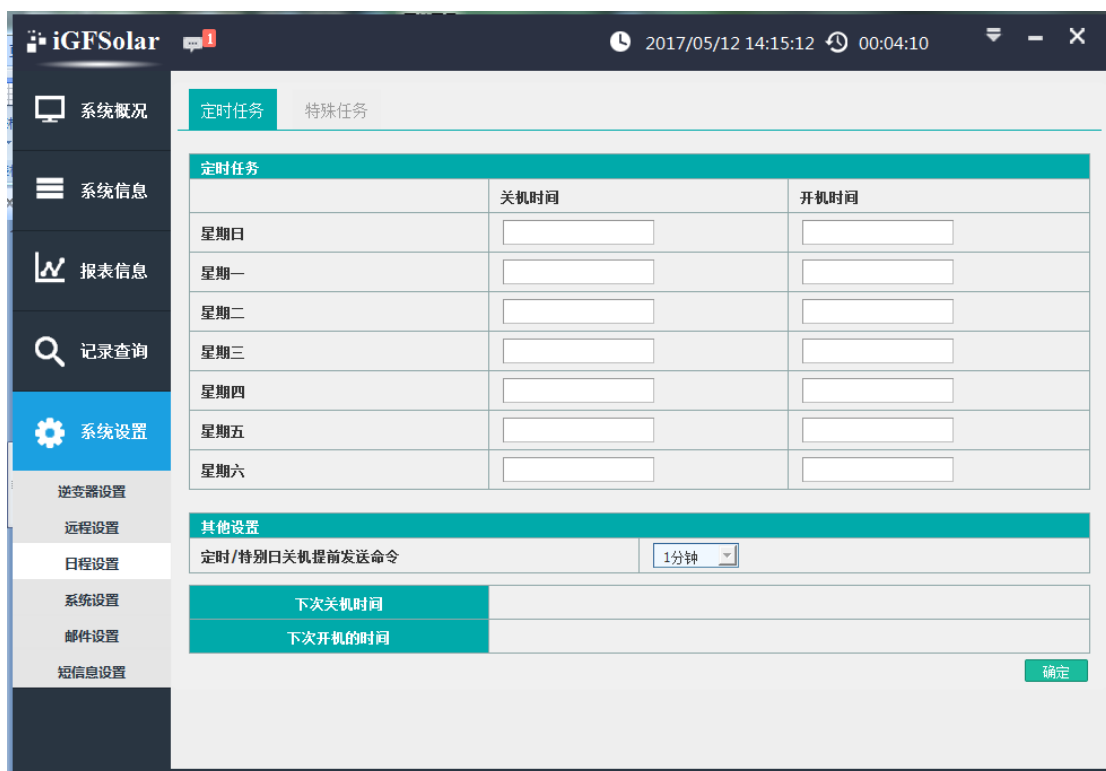 iGFSolar 1 2017/05/12 14:15:12 00:04:10
系统概况
系统信息
报表信息
记录查询
系统设置
逆变器设置
远程设置
日程设置
系统设置
邮件设置
短信息设置
定时任务 特殊任务
定时任务
关机时间 开机时间
星期日
星期一
星期二
星期三
星期四
星期五
星期六
其他设置
定时/特别日关机提前发送命令 1分钟
下次关机时间
下次开机的时间
确定